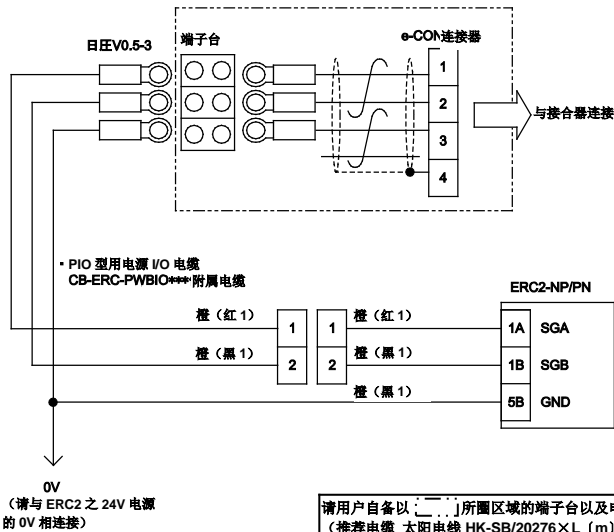 日圧V0.5-3
端子台
e-CON连接器
1
2
3
4
与接合器连接
▪ PIO 型用电源 I/O 电缆
CB-ERC-PWBIO***附属电缆
ERC2-NP/PN
橙（红 1）
1
1
橙（红 1）
1A
SGA
橙（黑 1）
2
2
橙（黑 1）
1B
SGB
橙（黑 1）
5B
GND
0V
（请与 ERC2 之 24V 电源
的 0V 相连接）
请用户自备以 所圈区域的端子台以及
（推荐电缆 太阳电线 HK-SB/20276×L［m］